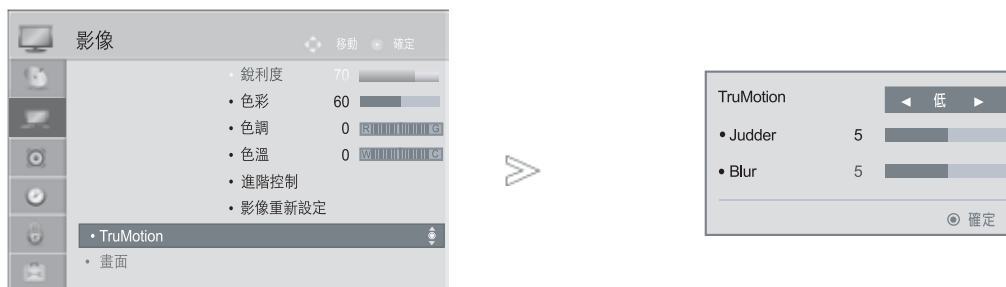 影像 移動 確定
• 銳利度 70
• 色彩 60
• 色調 0 R G
• 色溫 0 W C
• 進階控制
• 影像重新設定
• TruMotion
• 畫面
TruMotion ◀ 低 ▶
• Judder 5
• Blur 5
◉ 確定